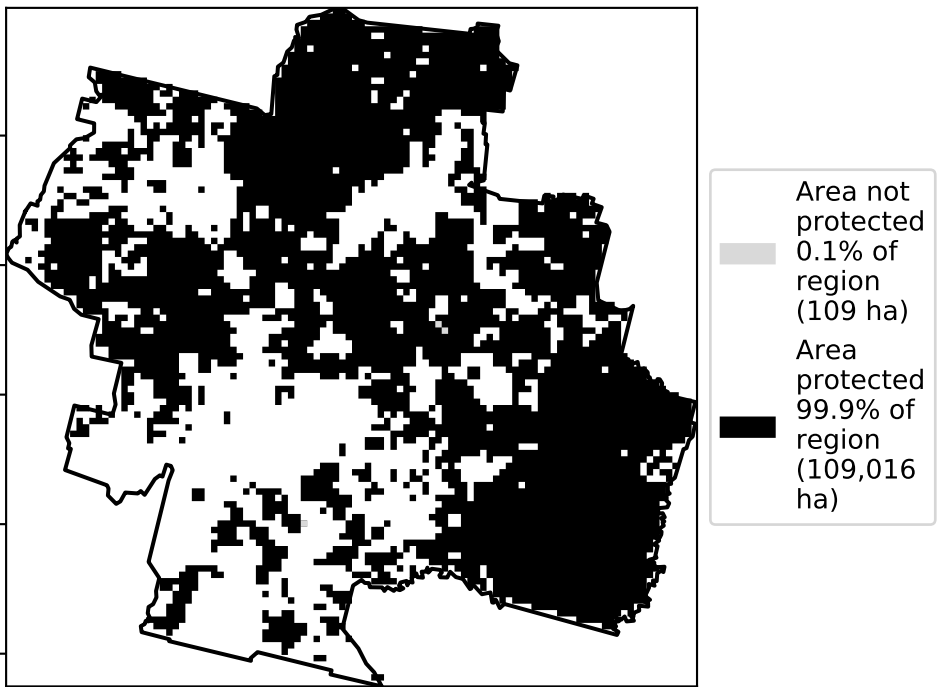 Area not
protected
0.1% of
region
(109 ha)
Area
protected
99.9% of
region
(109,016
ha)